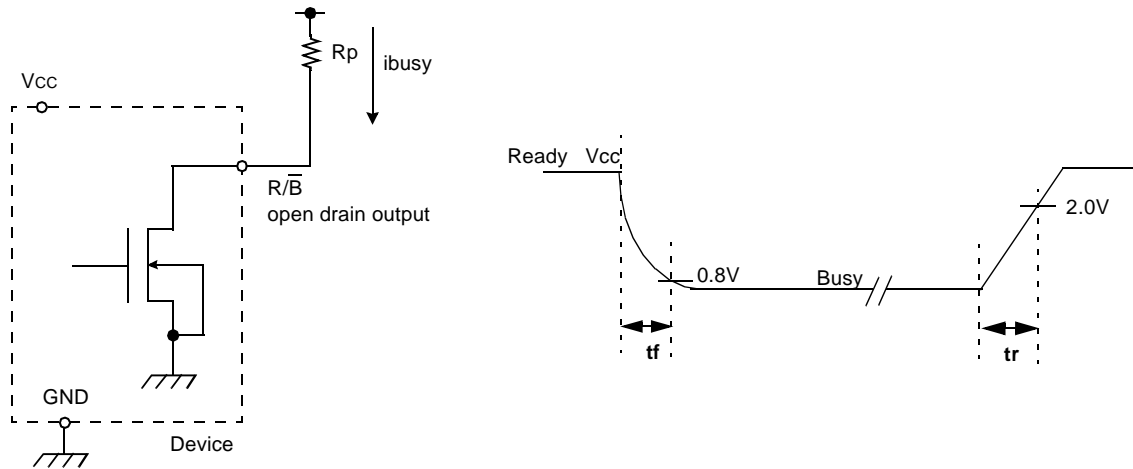 Rp
ibusy
VCC
R/B̅
open drain output
GND
Device
Ready Vcc
2.0V
0.8V
Busy
tf
tr